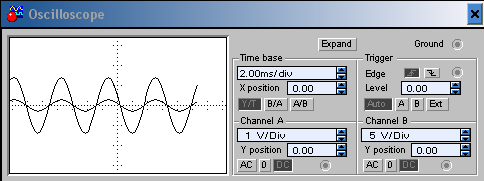 Oscilloscope
Expand Ground
Time base Trigger
2.00ms/div Edge
X position 0.00 Level 0.00
Y/T B/A A/B Auto A B Ext
Channel A Channel B
1 V/Div 5 V/Div
Y position 0.00 Y position 0.00
AC 0 DC AC 0 DC